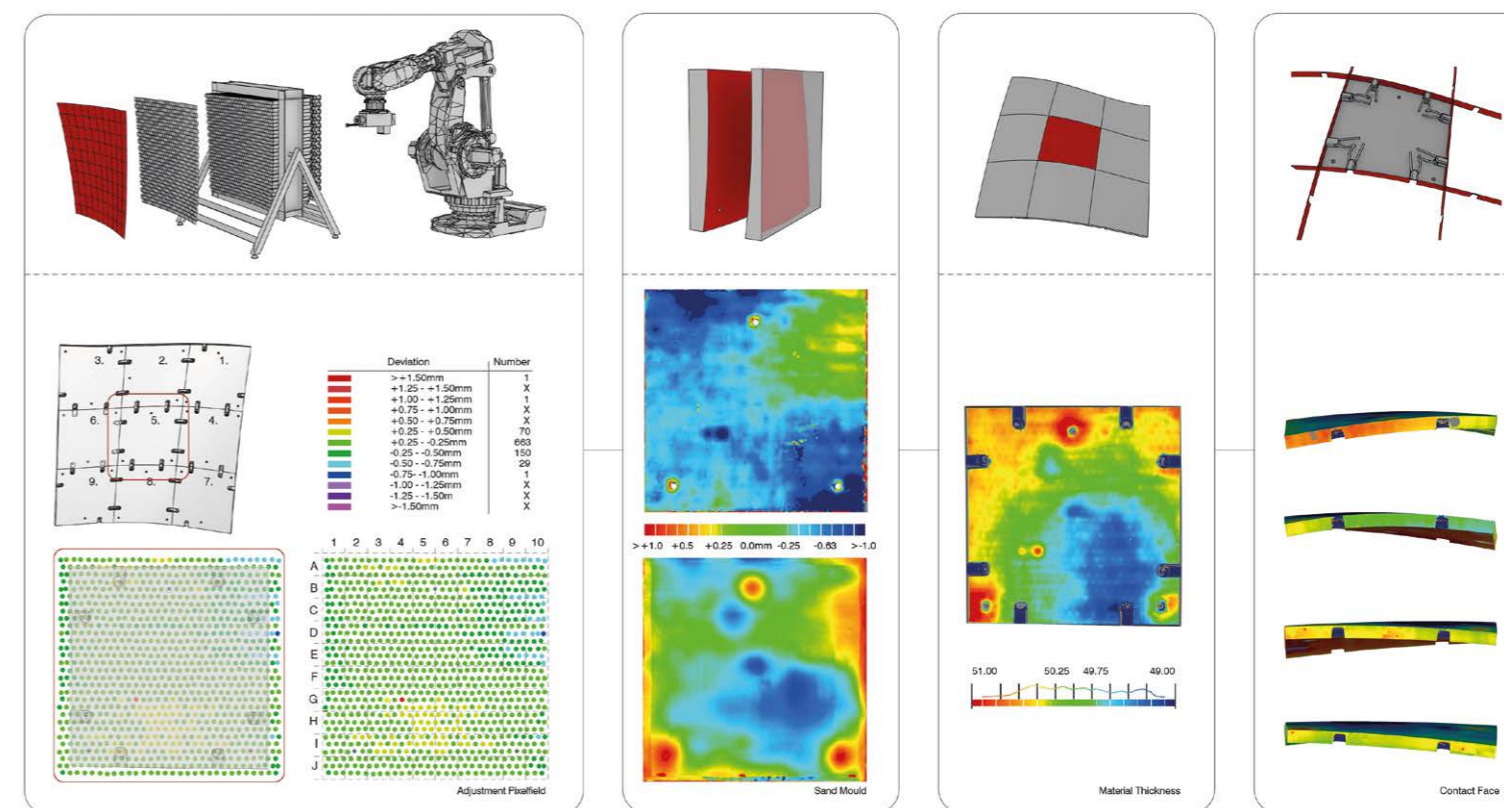 3. 2. 1.
6. 5. 4.
9. 8. 7.
Deviation Number
>+1.50mm 1
+1.25 - +1.50mm X
+1.00 - +1.25mm 1
+0.75 - +1.00mm X
+0.50 - +0.75mm X
+0.25 - +0.50mm 70
+0.25 - -0.25mm 663
-0.25 - -0.50mm 150
-0.50 - -0.75mm 29
-0.75- -1.00mm 1
-1.00 - -1.25mm X
-1.25 - -1.50m X
>-1.50mm X
1 2 3 4 5 6 7 8 9 10
A
B
C
D
E
F
G
H
I
J
Adjustment Pixelfield
>+1.0 +0.5 +0.25 0.0mm -0.25 -0.63 >-1.0
Sand Mould
51.00 50.25 49.75 49.00
Material Thickness
Contact Face